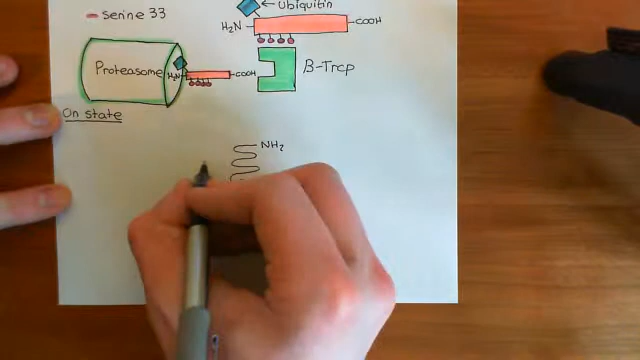 serine 33
Ubiquitin
H₂N
COOH
Proteasome
H₂N
COOH
β-Trcp
On state
NH₂